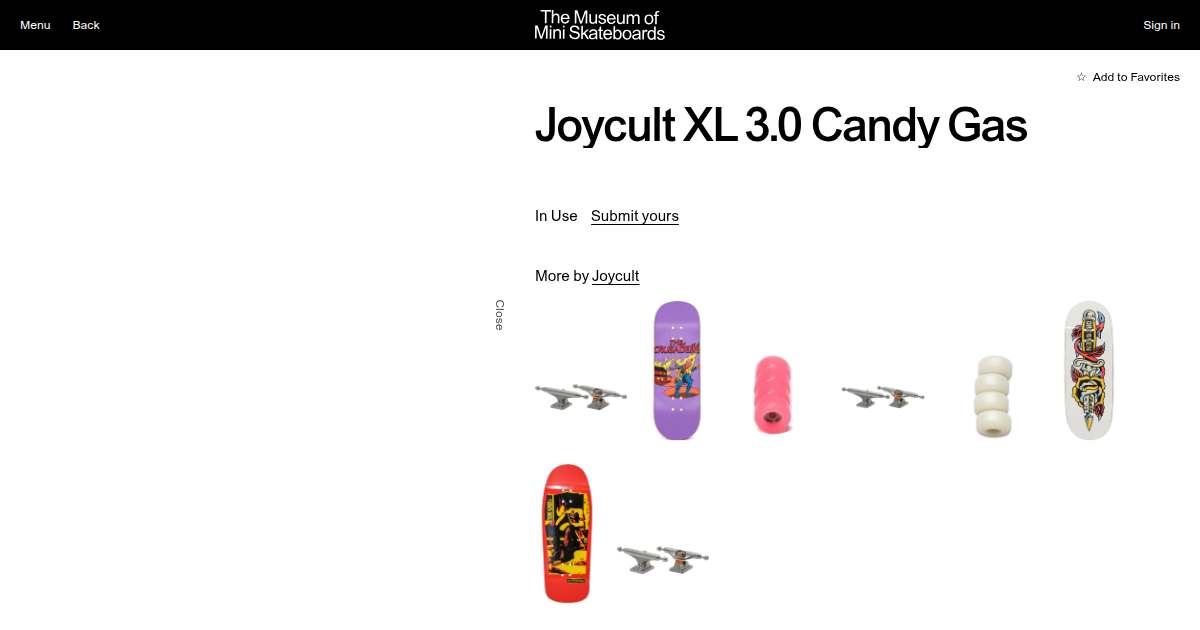 Menu
Back
The Museum of
Mini Skateboards
Sign in
☆ Add to Favorites
Joycult XL 3.0 Candy Gas
In Use
Submit yours
More by Joycult
Close